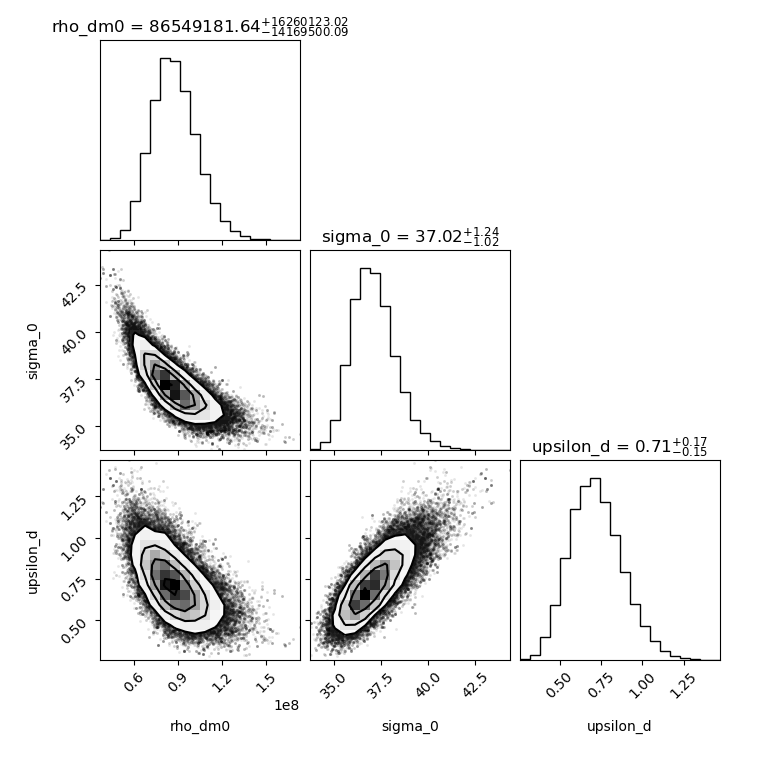 rho_dm0 = 86549181.64+16260123.02−14169500.09
sigma_0 = 37.02+1.24−1.02
42.5
40.0
37.5
35.0
sigma_0
upsilon_d = 0.71+0.17−0.15
1.25
1.00
0.75
0.50
upsilon_d
0.6 0.9 1.2 1.5
1e8
rho_dm0
35.0 37.5 40.0 42.5
sigma_0
0.50 0.75 1.00 1.25
upsilon_d